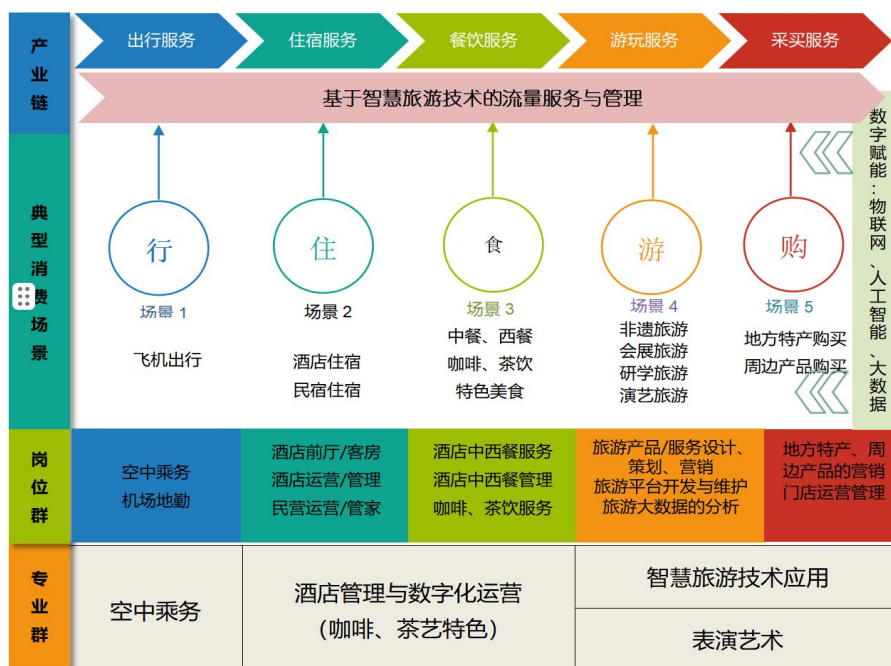 产业链
出行服务
住宿服务
餐饮服务
游玩服务
采买服务
基于智慧旅游技术的流量服务与管理
数字赋能：物联网、人工智能、大数据
典型消费场景
行
住
食
游
购
场景 1
场景 2
场景 3
场景 4
场景 5
飞机出行
酒店住宿
民宿住宿
中餐、西餐
咖啡、茶饮
特色美食
非遗旅游
会展旅游
研学旅游
演艺旅游
地方特产购买
周边产品购买
岗位群
空中乘务
机场地勤
酒店前厅/客房
酒店运营/管理
民营运营/管家
酒店中西餐服务
酒店中西餐管理
咖啡、茶饮服务
旅游产品/服务设计、
策划、营销
旅游平台开发与维护
旅游大数据的分析
地方特产、周
边产品的营销
门店运营管理
专业群
空中乘务
酒店管理与数字化运营
(咖啡、茶艺特色)
智慧旅游技术应用
表演艺术